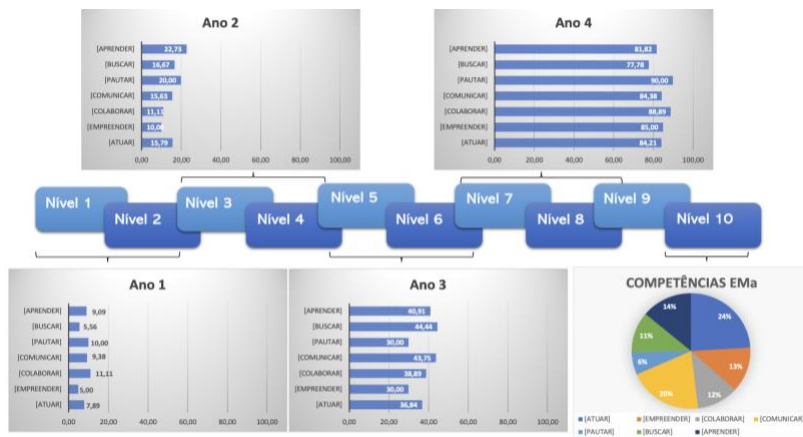 Ano 2
[APRENDER] 22,73
[BUSCAR] 16,67
[PAUTAR] 20,00
[COMUNICAR] 15,63
[COLABORAR] 11,11
[EMPREENDER] 10,00
[ATUAR] 15,79
0,00 20,00 40,00 60,00 80,00 100,00
Ano 4
[APRENDER] 81,82
[BUSCAR] 77,78
[PAUTAR] 90,00
[COMUNICAR] 84,38
[COLABORAR] 88,89
[EMPREENDER] 85,00
[ATUAR] 84,21
0,00 20,00 40,00 60,00 80,00 100,00
Nível 1
Nível 2
Nível 3
Nível 4
Nível 5
Nível 6
Nível 7
Nível 8
Nível 9
Nível 10
Ano 1
[APRENDER] 9,09
[BUSCAR] 5,56
[PAUTAR] 10,00
[COMUNICAR] 9,38
[COLABORAR] 11,11
[EMPREENDER] 5,00
[ATUAR] 7,89
0,00 20,00 40,00 60,00 80,00 100,00
Ano 3
[APRENDER] 40,91
[BUSCAR] 44,44
[PAUTAR] 30,00
[COMUNICAR] 43,75
[COLABORAR] 38,89
[EMPREENDER] 30,00
[ATUAR] 36,84
0,00 20,00 40,00 60,00 80,00 100,00
COMPETÊNCIAS EMa
14%
24%
11%
6%
13%
20%
12%
[ATUAR] [EMPREENDER] [COLABORAR] [COMUNICAR]
[PAUTAR] [BUSCAR] [APRENDER]